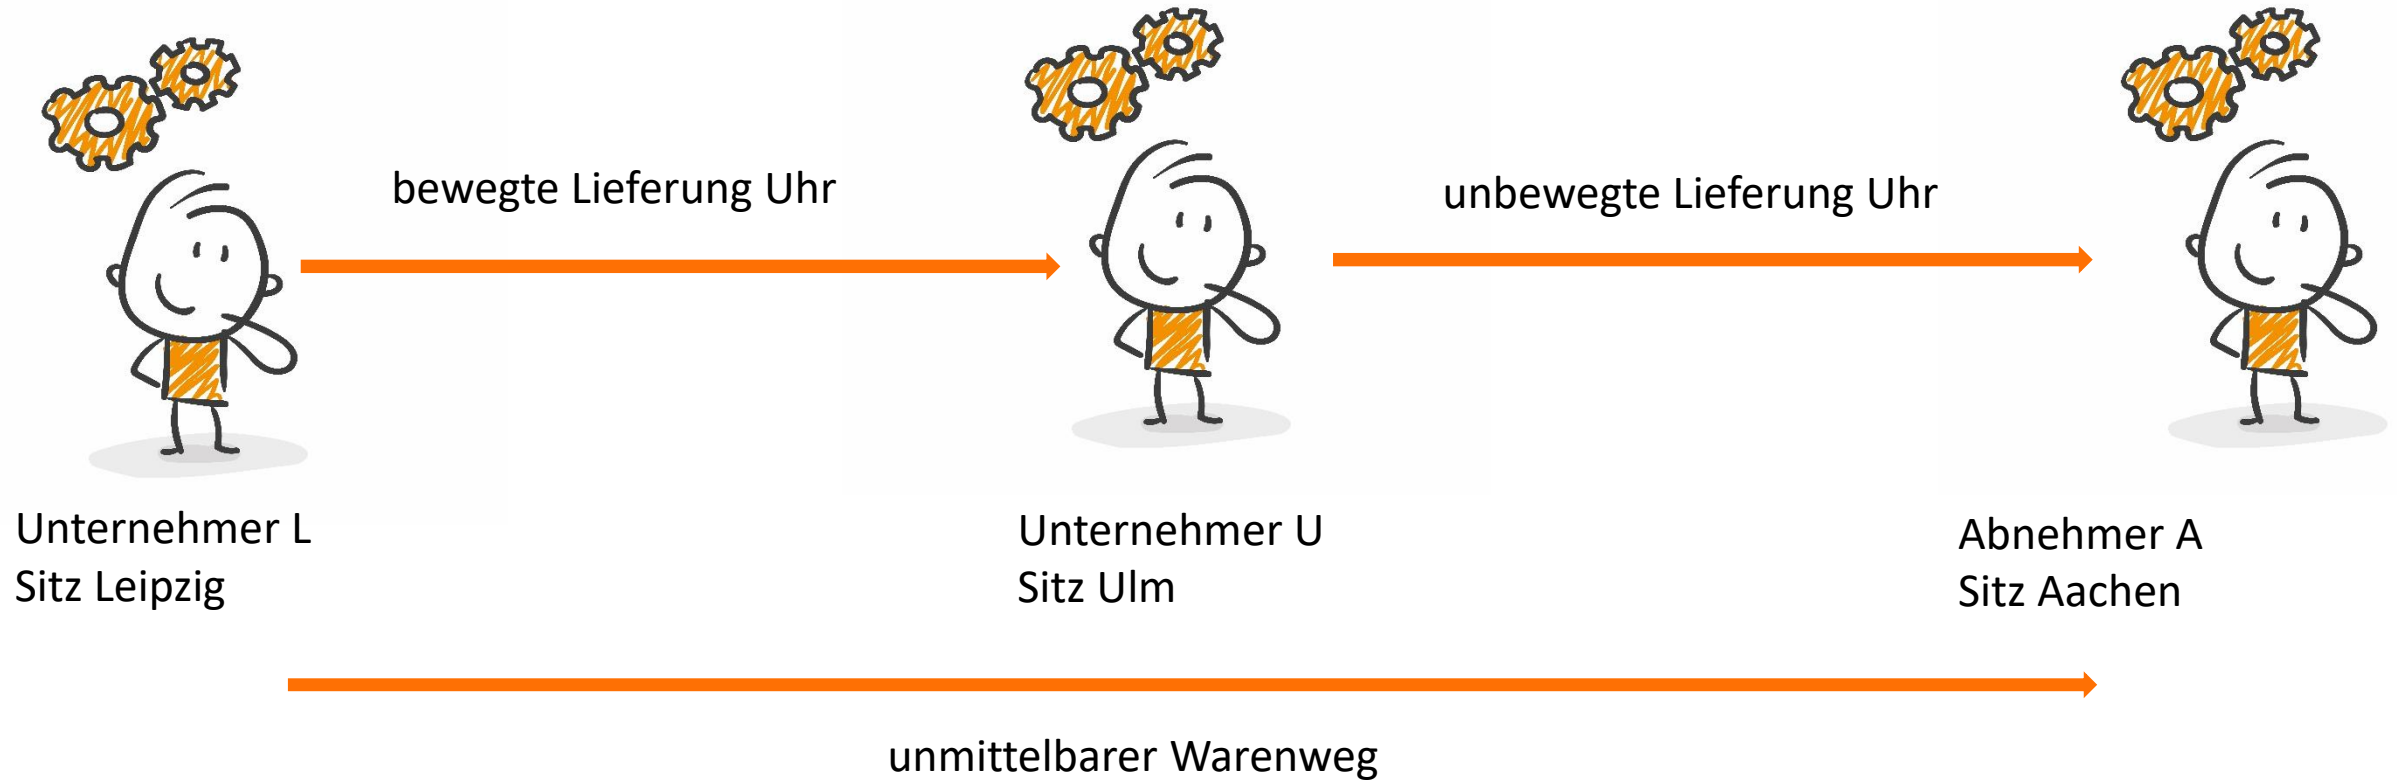 bewegte Lieferung Uhr
unbewegte Lieferung Uhr
Unternehmer L
Sitz Leipzig
Unternehmer U
Sitz Ulm
Abnehmer A
Sitz Aachen
unmittelbarer Warenweg